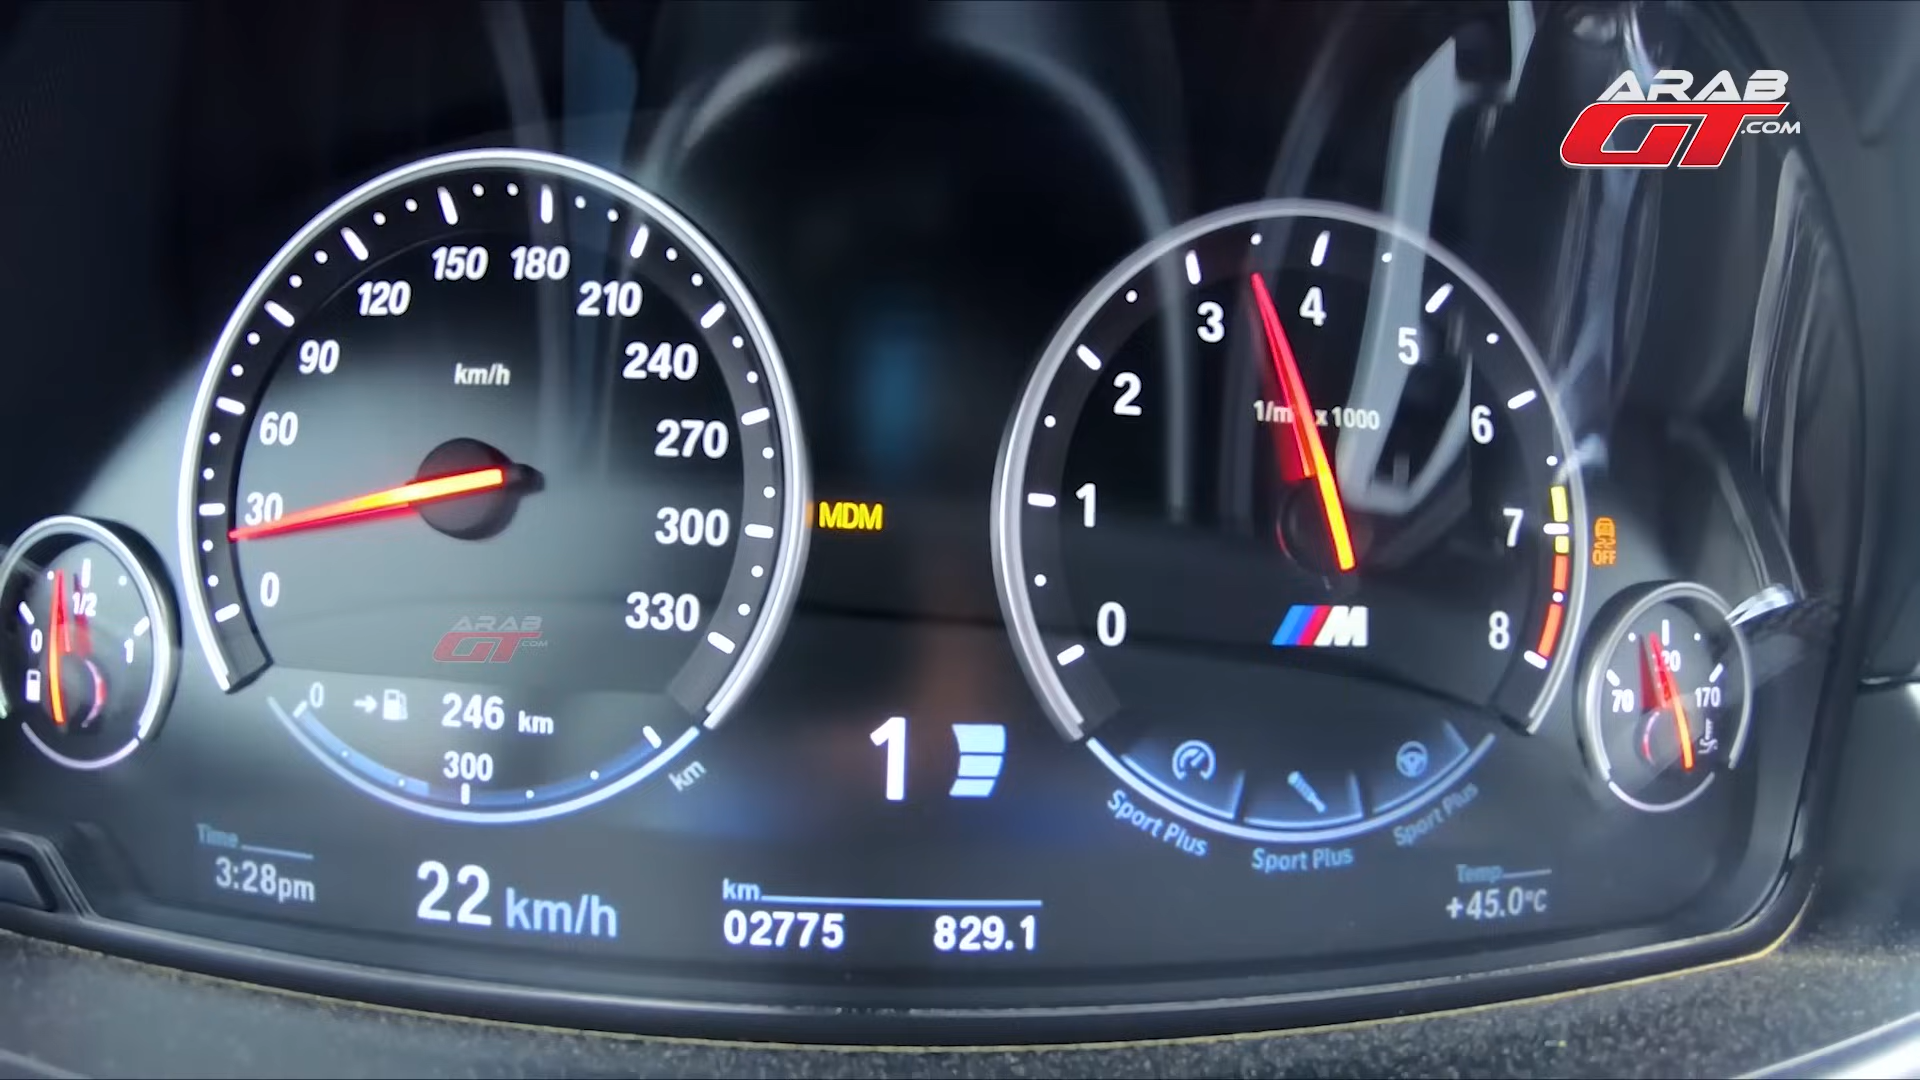 ARAB
GT.COM
0
30
60
90
120
150
180
210
240
270
300
330
km/h
0
1
2
3
4
5
6
7
8
x 1000
MDM
OFF
0
1/2
1
70
120
170
M
ARAB
GT.COM
0
246 km
300
km
1
Sport Plus
Sport Plus
Sport Plus
Time
3:28pm
22 km/h
km
02775 829.1
Temp
+45.0°C